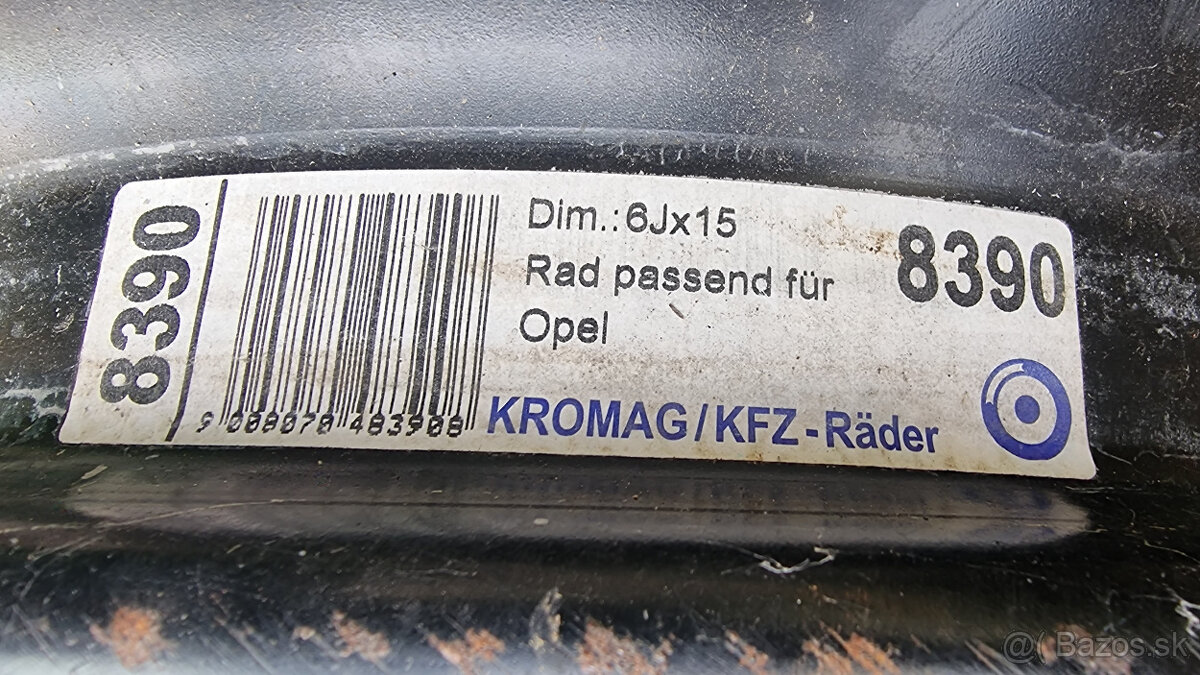 8390
Dim.:6Jx15
Rad passend für
Opel
8390
9 008070 483908
KROMAG/KFZ-Räder
@( Bazos.sk